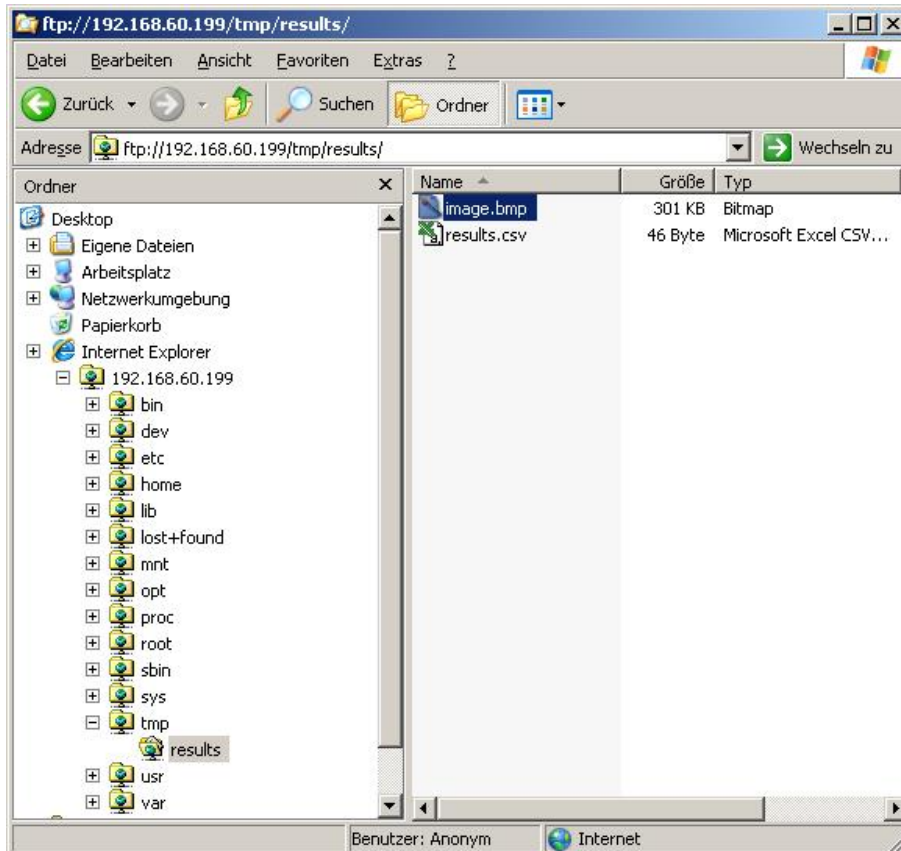 ftp://192.168.60.199/tmp/results/
Datei Bearbeiten Ansicht Favoriten Extras ?
Zurück Suchen Ordner
Adresse ftp://192.168.60.199/tmp/results/ Wechseln zu
Ordner x
Name Größe Typ
image.bmp 301 KB Bitmap
results.csv 46 Byte Microsoft Excel CSV...
Desktop
Eigene Dateien
Arbeitsplatz
Netzwerkumgebung
Papierkorb
Internet Explorer
192.168.60.199
bin
dev
etc
home
lib
lost+found
mnt
opt
proc
root
sbin
sys
tmp
results
usr
var
Benutzer: Anonym Internet